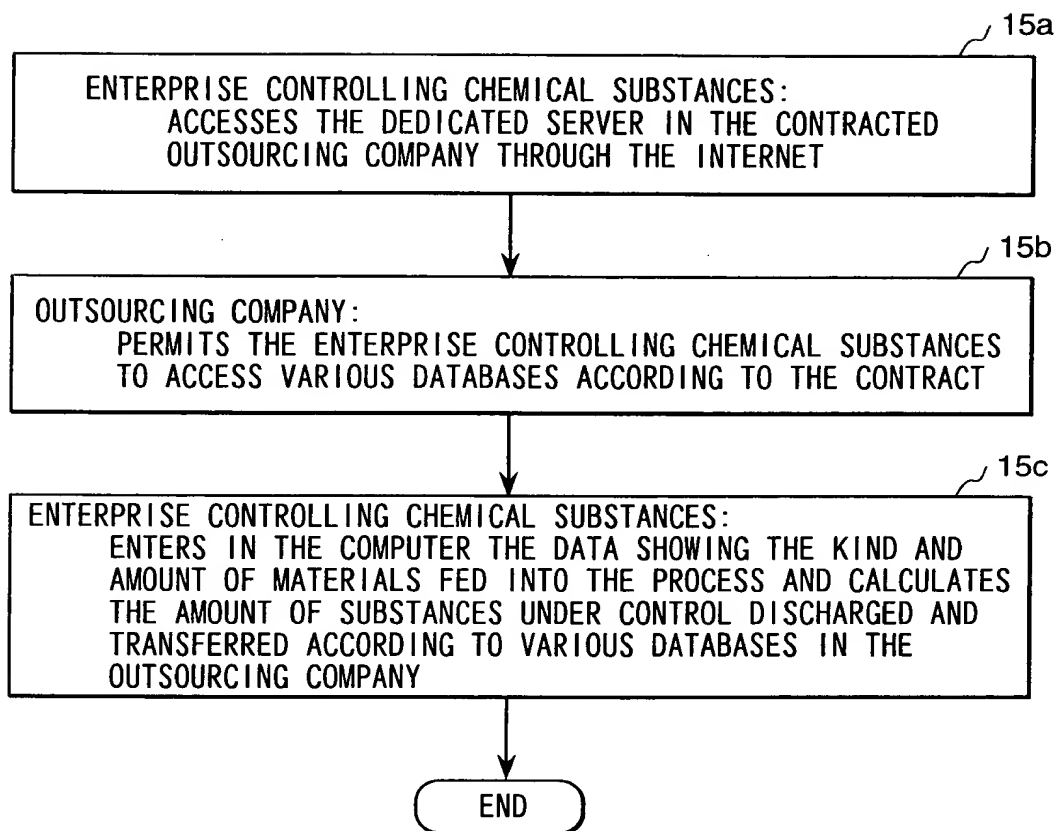 15a
ENTERPRISE CONTROLLING CHEMICAL SUBSTANCES:
ACCESSES THE DEDICATED SERVER IN THE CONTRACTED
OUTSOURCING COMPANY THROUGH THE INTERNET
15b
OUTSOURCING COMPANY:
PERMITS THE ENTERPRISE CONTROLLING CHEMICAL SUBSTANCES
TO ACCESS VARIOUS DATABASES ACCORDING TO THE CONTRACT
15c
ENTERPRISE CONTROLLING CHEMICAL SUBSTANCES:
ENTERS IN THE COMPUTER THE DATA SHOWING THE KIND AND
AMOUNT OF MATERIALS FED INTO THE PROCESS AND CALCULATES
THE AMOUNT OF SUBSTANCES UNDER CONTROL DISCHARGED AND
TRANSFERRED ACCORDING TO VARIOUS DATABASES IN THE
OUTSOURCING COMPANY
END